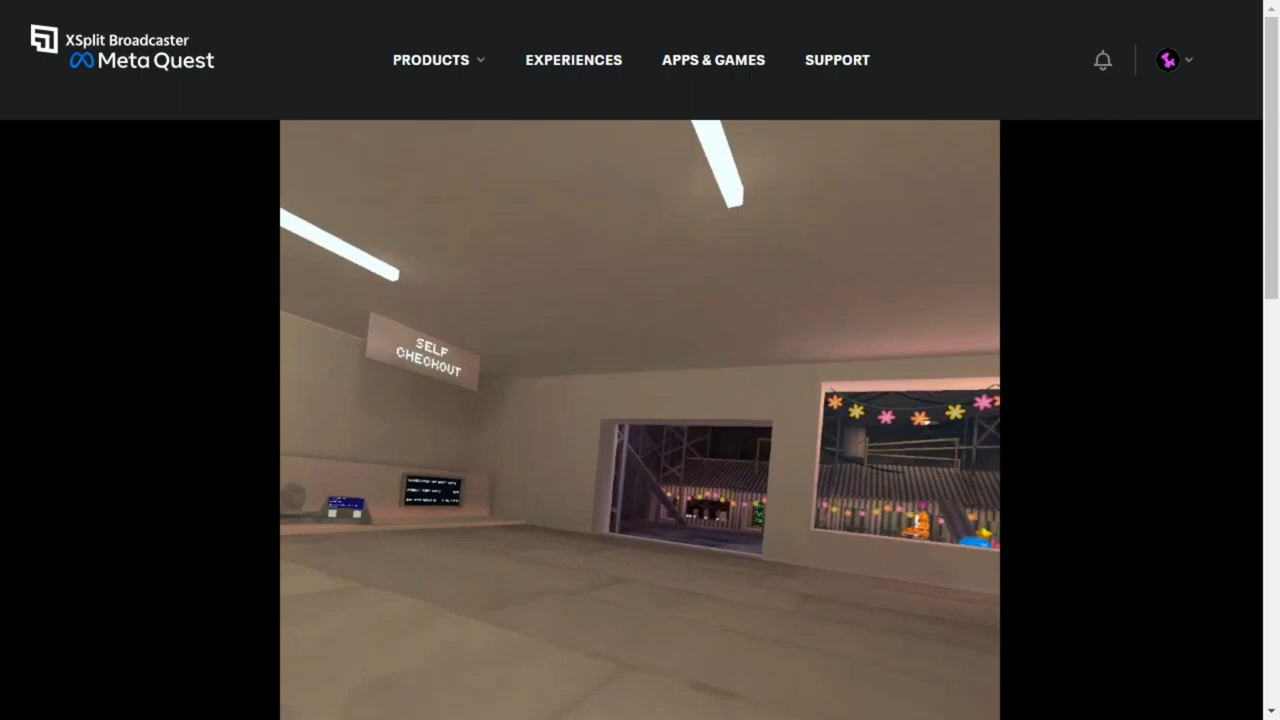 XSplit Broadcaster
Meta Quest
PRODUCTS
EXPERIENCES
APPS & GAMES
SUPPORT
SELF
CHECKOUT